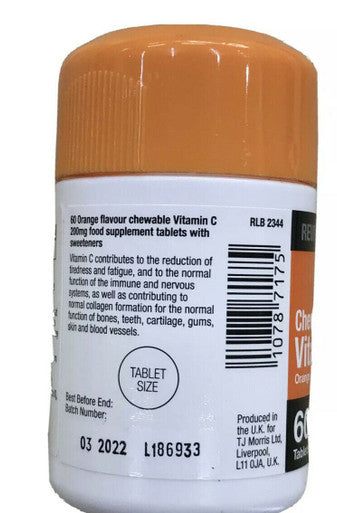 60 Orange flavour chewable Vitamin C
200mg food supplement tablets with
sweeteners
Vitamin C contributes to the reduction of
tiredness and fatigue, and to the normal
function of the immune and nervous
systems, as well as contributing to
normal collagen formation for the normal
function of bones, teeth, cartilage, gums,
skin and blood vessels.
TABLET
SIZE
Best Before End:
Batch Number:
03 2022 L186933
RLB 2344
10787175
Produced in
the U.K. for
TJ Morris Ltd,
Liverpool,
L11 0JA, U.K.
RE
Che
Vit
Orange
60
Tablets